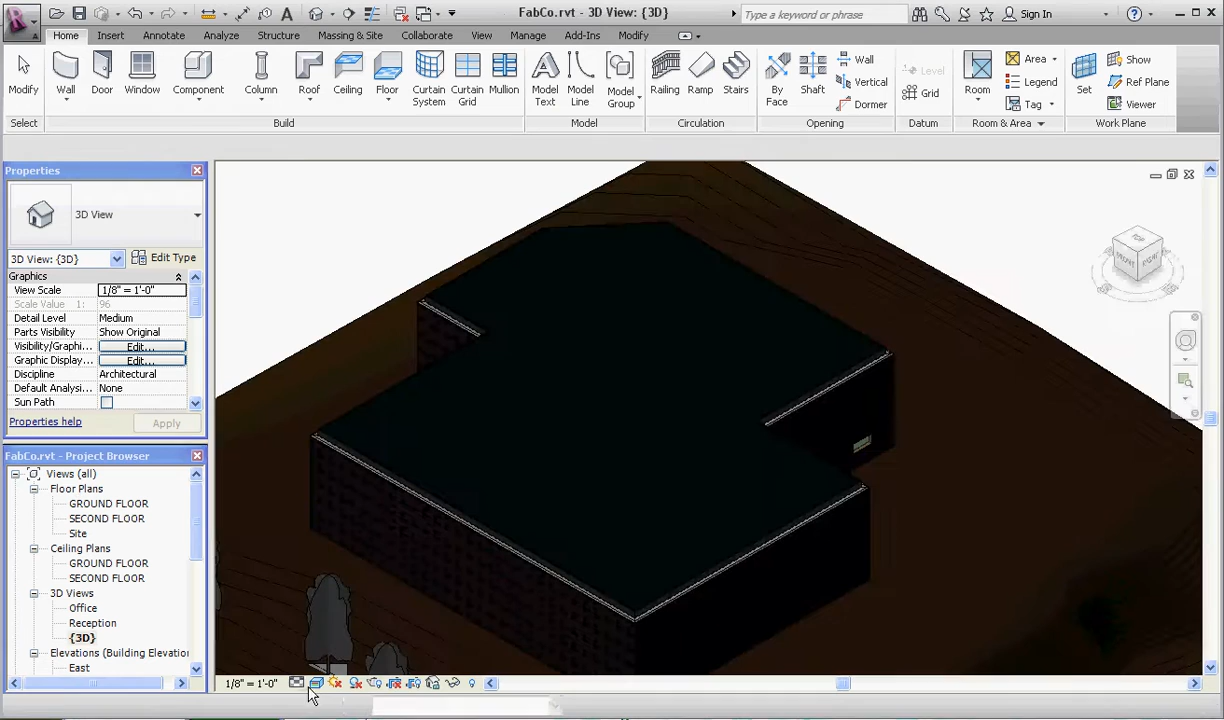 FabCo.rvt - 3D View: {3D}
Type a keyword or phrase
Sign In
Home Insert Annotate Analyze Structure Massing & Site Collaborate View Manage Add-Ins Modify
Modify
Wall
Door
Window
Component
Column
Roof
Ceiling
Floor
Curtain System
Curtain Grid
Mullion
Model Text
Model Line
Model Group
Railing
Ramp
Stairs
By Face
Shaft
Wall
Vertical
Dormer
Level
Grid
Room
Area
Legend
Tag
Set
Show
Ref Plane
Viewer
Select Build Model Circulation Opening Datum Room & Area Work Plane
Properties
3D View
3D View: {3D} Edit Type
Graphics
View Scale 1/8" = 1'-0"
Scale Value 1: 96
Detail Level Medium
Parts Visibility Show Original
Visibility/Graphi... Edit...
Graphic Display... Edit...
Discipline Architectural
Default Analysi... None
Sun Path
Properties help Apply
FabCo.rvt - Project Browser
Views (all)
Floor Plans
GROUND FLOOR
SECOND FLOOR
Site
Ceiling Plans
GROUND FLOOR
SECOND FLOOR
3D Views
Office
Reception
{3D}
Elevations (Building Elevation
East
1/8" = 1'-0"
TOP
FRONT
RIGHT